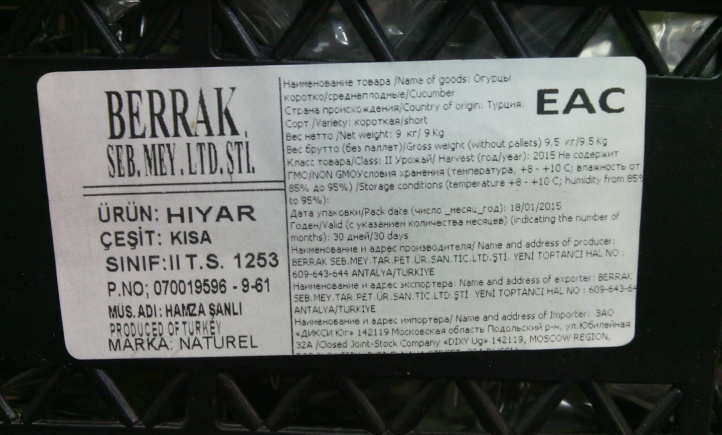 BERRAK
SEB.MEY.LTD.ŞTİ.
ÜRÜN: HIYAR
ÇEŞİT: KISA
SINIF:II T.S. 1253
P.NO; 070019596 - 9-61
MÜS.ADI: HAMZA ŞANLI
PRODUCED OF TURKEY
MARKA: NATUREL
Наименование товара /Name of goods: Огурцы
коротко/среднеплодные/Cucumber
Страна происхождения/Country of origin: Турция.
Сорт /Variety: короткая/short
Вес нетто /Net weight: 9 кг/ 9 Kg
Вес брутто (без паллет)/Gross weight (without pallets) 9,5 кг/9.5 Kg
Класс товара/Class: II Урожай/ Harvest (год/year): 2015 Не содержит
ГМО/NON GMOУсловия хранения (температура, +8 - +10 С; влажность от
85% до 95%) /Storage conditions (temperature +8 - +10 C; humidity from 85%
to 95%):
Дата упаковки/Pack date (число _месяц_год): 18/01/2015
Годен/Valid (с указанием количества месяцев) (indicating the number of
months): 30 дней/30 days
Наименование и адрес производителя/ Name and address of producer:
BERRAK SEB.MEY.TAR.PET.ÜR.SAN.TİC.LTD.ŞTİ. YENİ TOPTANCI HAL NO :
609-643-644 ANTALYA/TURKIYE
Наименование и адрес экспортера: Name and address of exporter: BERRAK
SEB.MEY.TAR.PET.ÜR.SAN.TİC.LTD.ŞTİ. YENİ TOPTANCI HAL NO : 609-643-64
ANTALYA/TURKIYE
Наименование и адрес импортера/ Name and address of Importer: ЗАО
«ДИКСИ Юг» 142119 Московская область Подольский р-н, ул.Юбилейная
32А /Closed Joint-Stock Company «DIXY Ug» 142119, MOSCOW REGION,
EAC